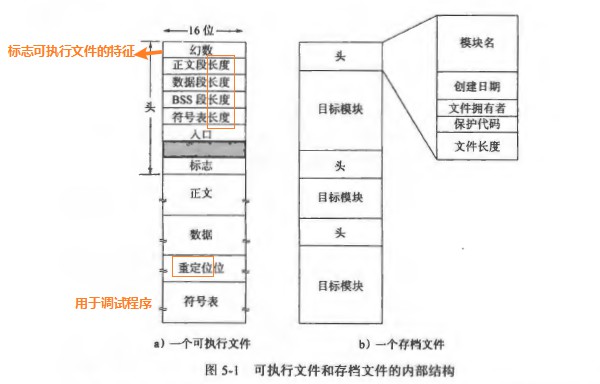 16 位
标志可执行文件的特征
头
幻数
正文段长度
数据段长度
BSS 段长度
符号表长度
入口
标志
正文
数据
重定位位
用于调试程序
符号表
a）一个可执行文件
头
目标模块
头
目标模块
头
目标模块
b）一个存档文件
模块名
创建日期
文件拥有者
保护代码
文件长度
图 5-1 可执行文件和存档文件的内部结构